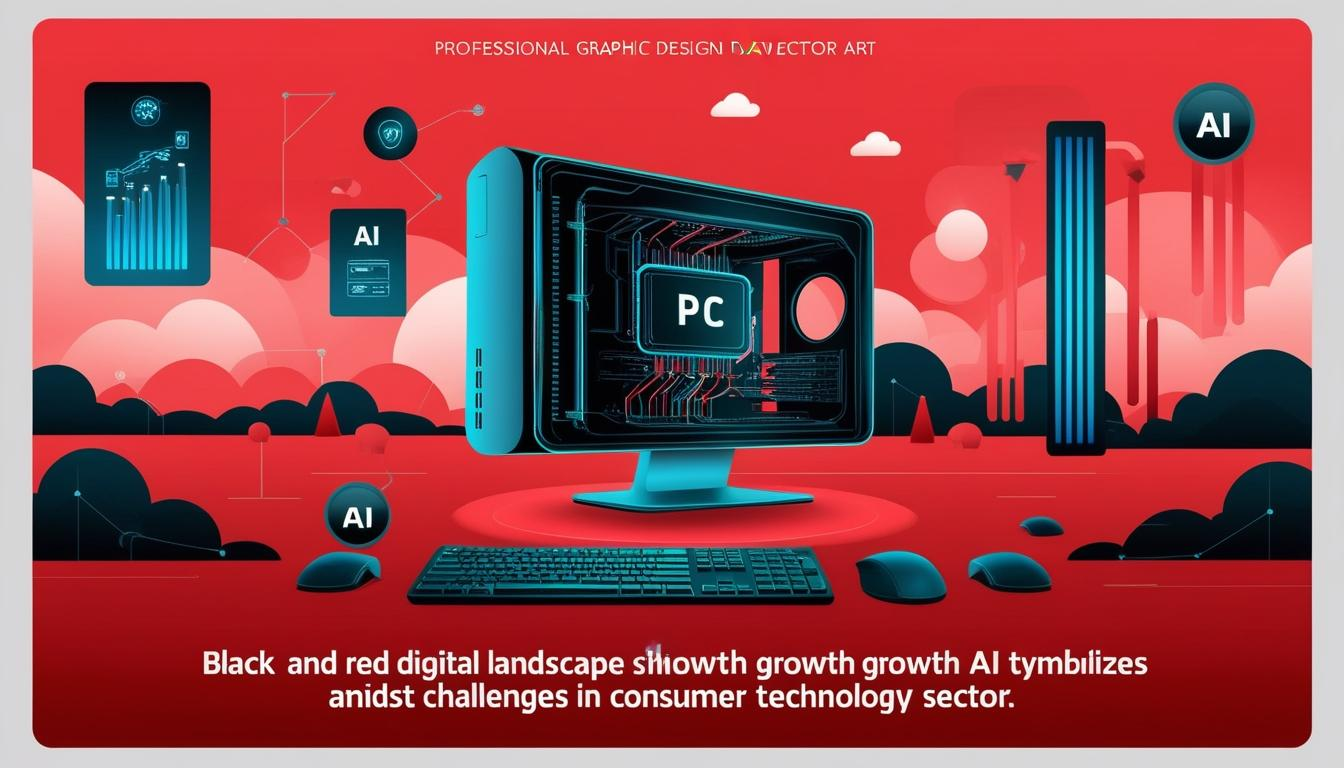 PROFESSIONAL GRAPHIC DESIGN ART
AI
AI
PC
AI
Black and red digital landscape growth growth AI tymbilizes
anidst challenges in consumer technology sector.